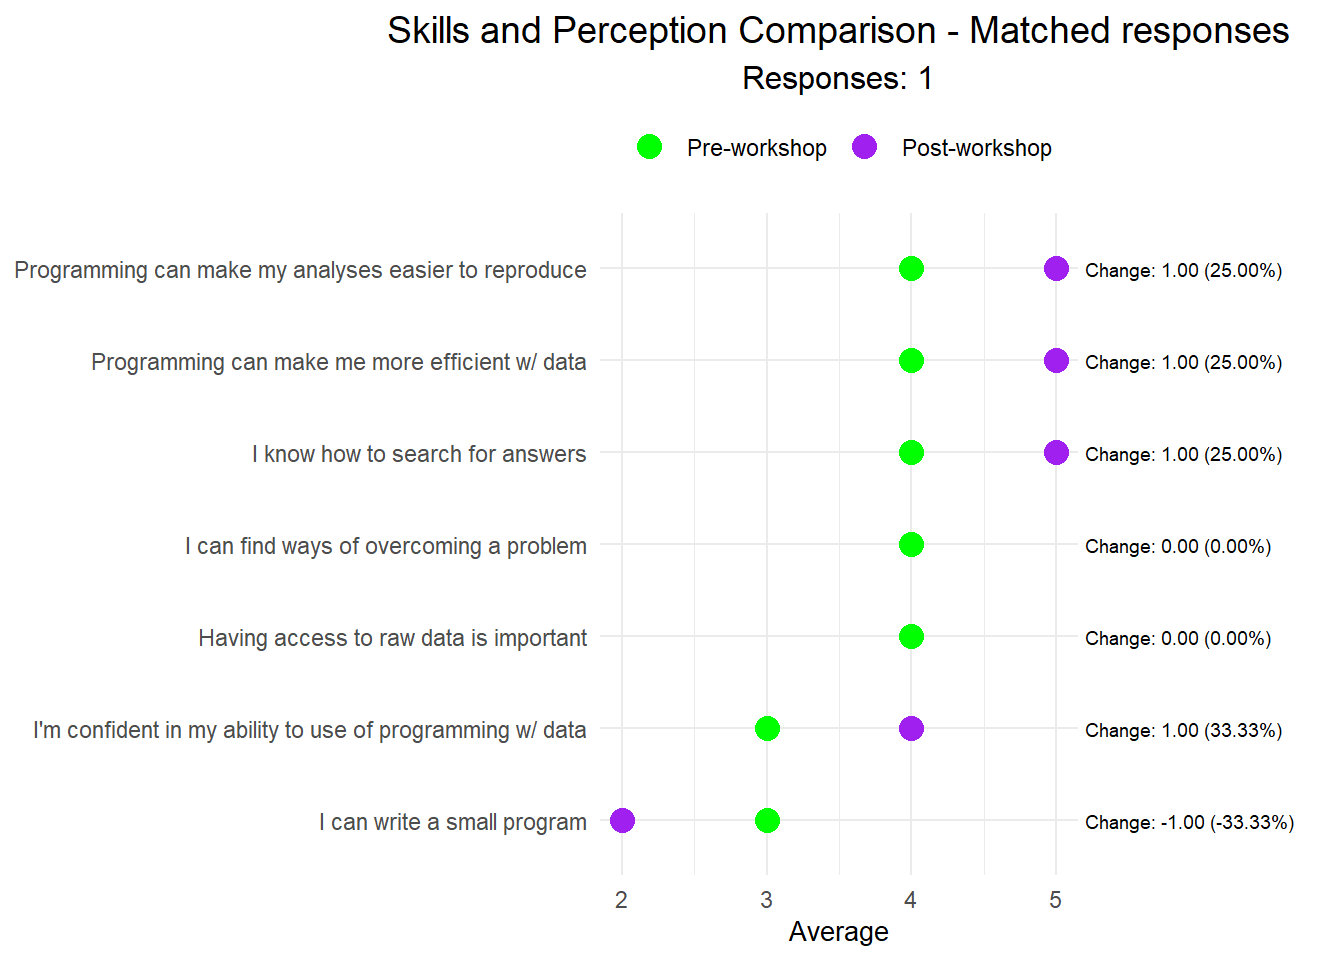 Skills and Perception Comparison - Matched responses
Responses: 1
Pre-workshop Post-workshop
Programming can make my analyses easier to reproduce Change: 1.00 (25.00%)
Programming can make me more efficient w/ data Change: 1.00 (25.00%)
I know how to search for answers Change: 1.00 (25.00%)
I can find ways of overcoming a problem Change: 0.00 (0.00%)
Having access to raw data is important Change: 0.00 (0.00%)
I'm confident in my ability to use of programming w/ data Change: 1.00 (33.33%)
I can write a small program Change: -1.00 (-33.33%)
2 3 4 5
Average